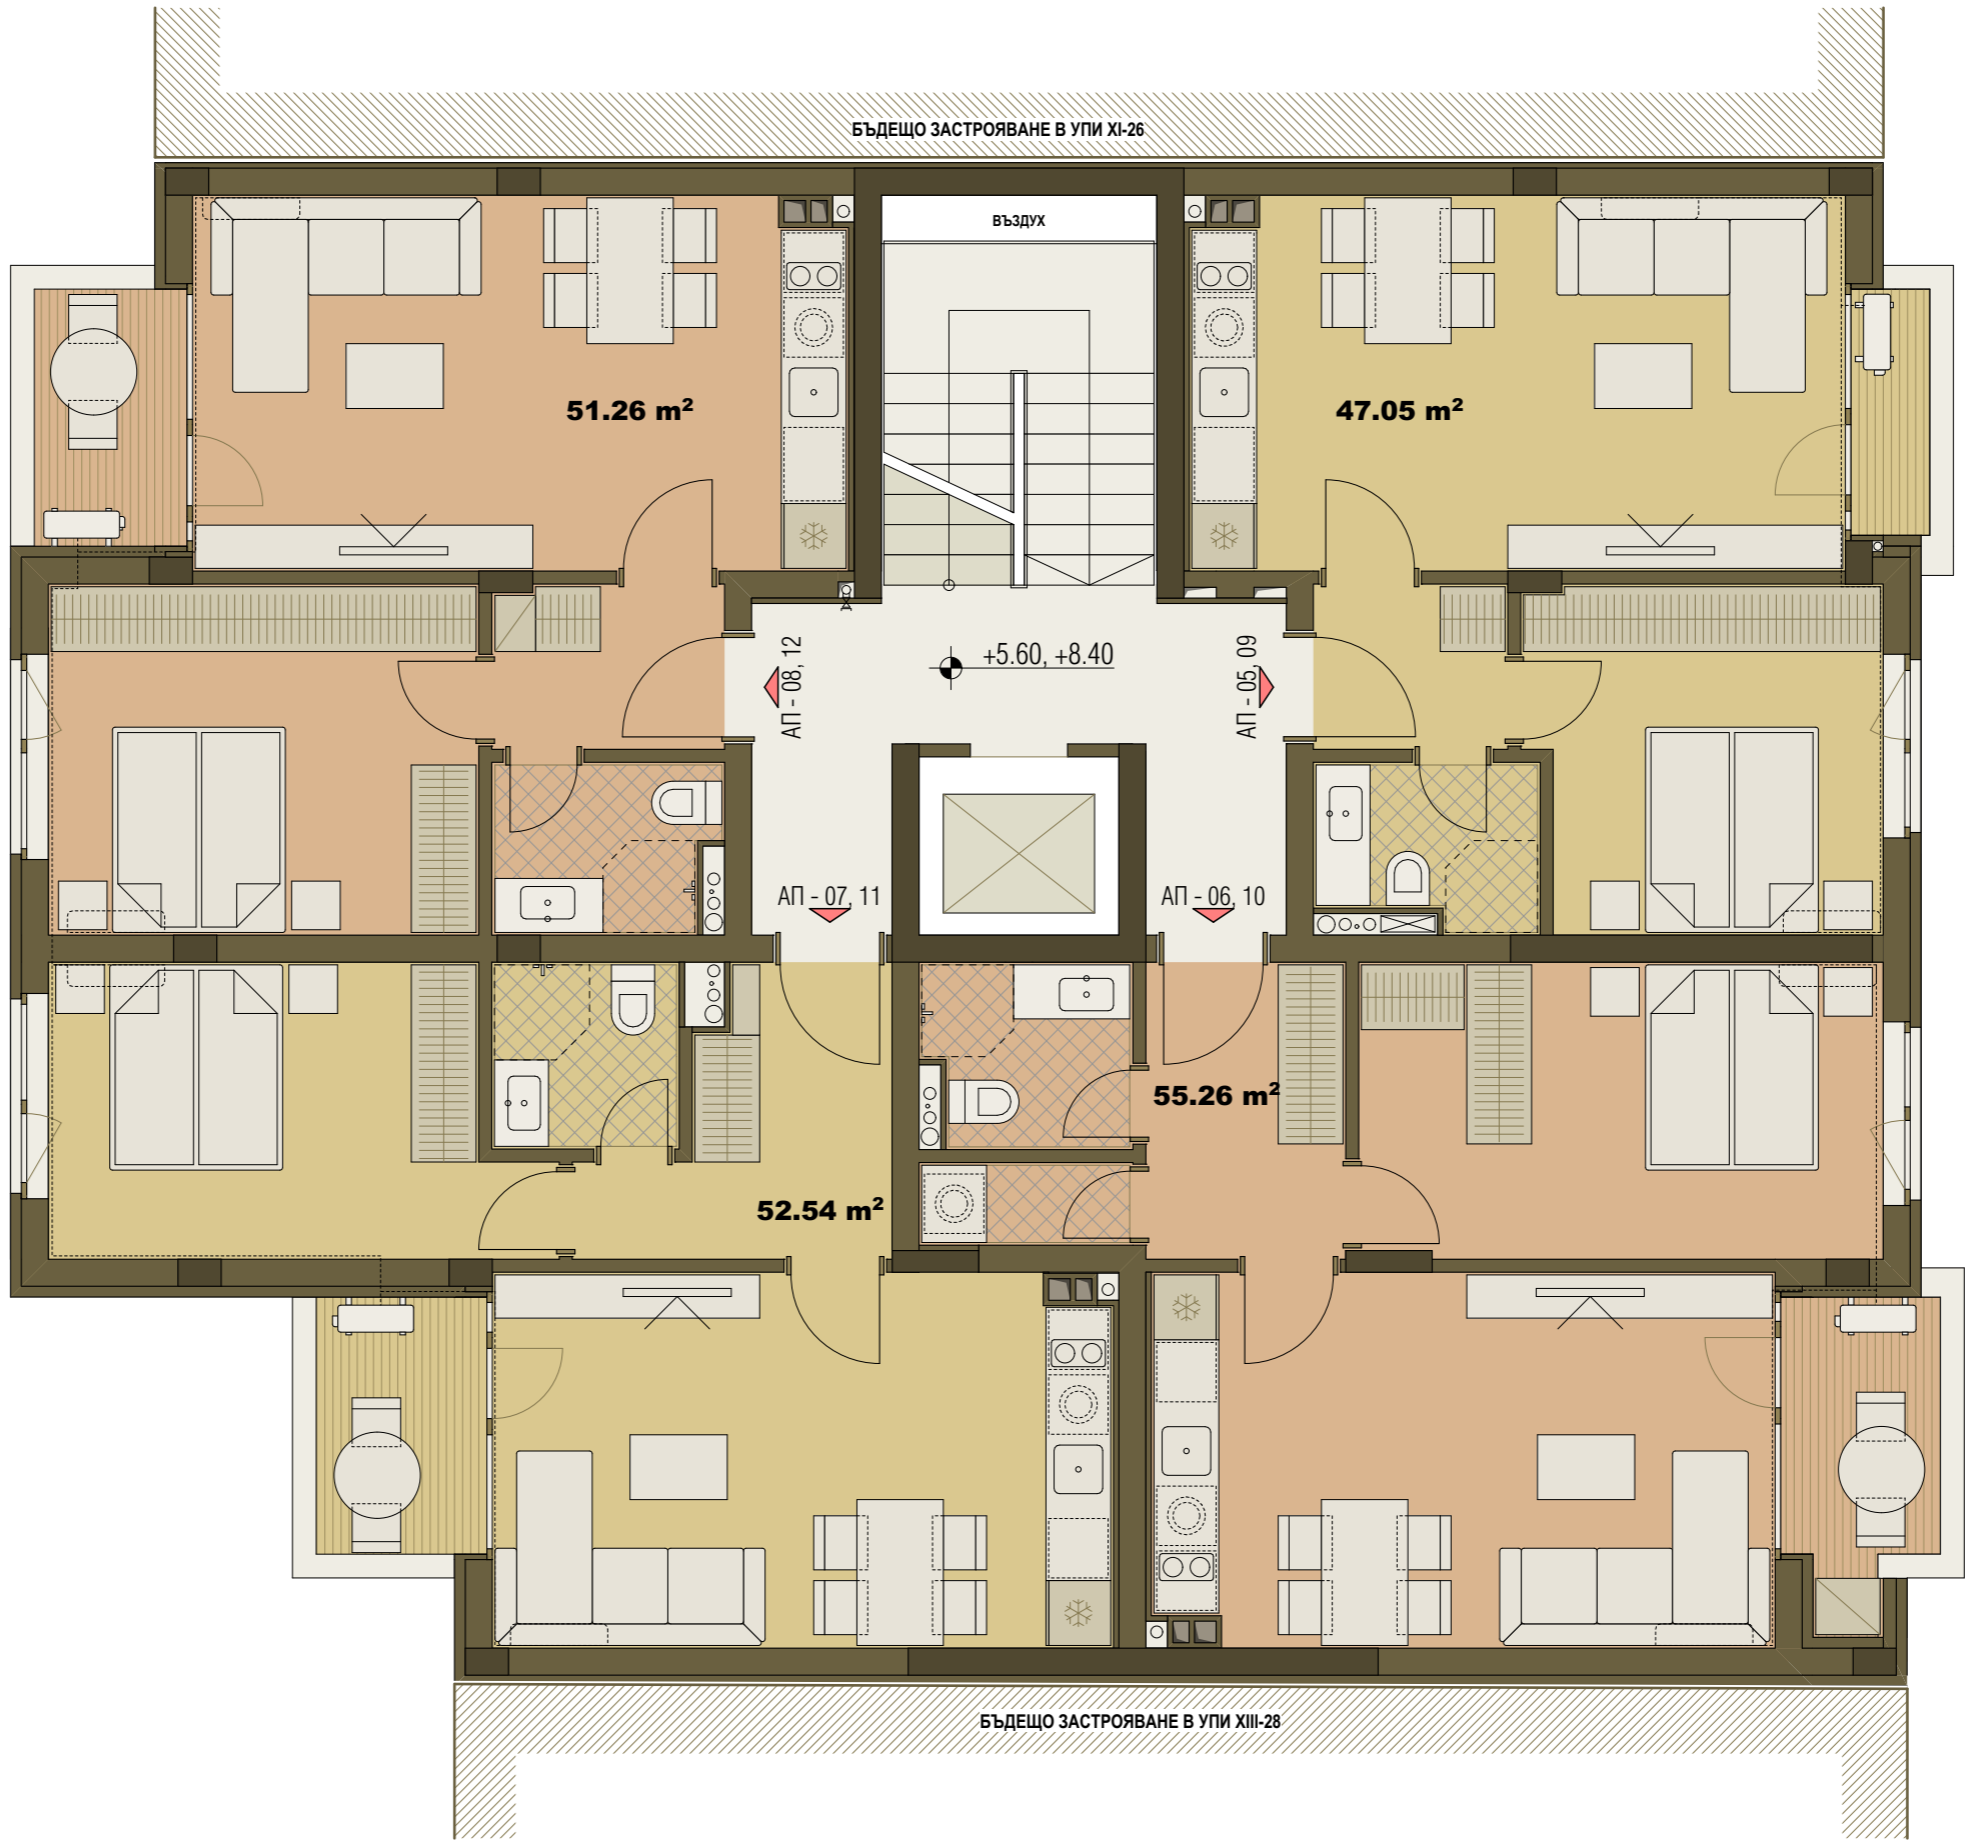 БЪДЕЩО ЗАСТРОЯВАНЕ В УПИ XI-26
ВЪЗДУХ
51.26 m²
47.05 m²
+5.60, +8.40
АП - 08, 12
АП - 05, 09
АП - 07, 11
АП - 06, 10
55.26 m²
52.54 m²
БЪДЕЩО ЗАСТРОЯВАНЕ В УПИ XIII-28